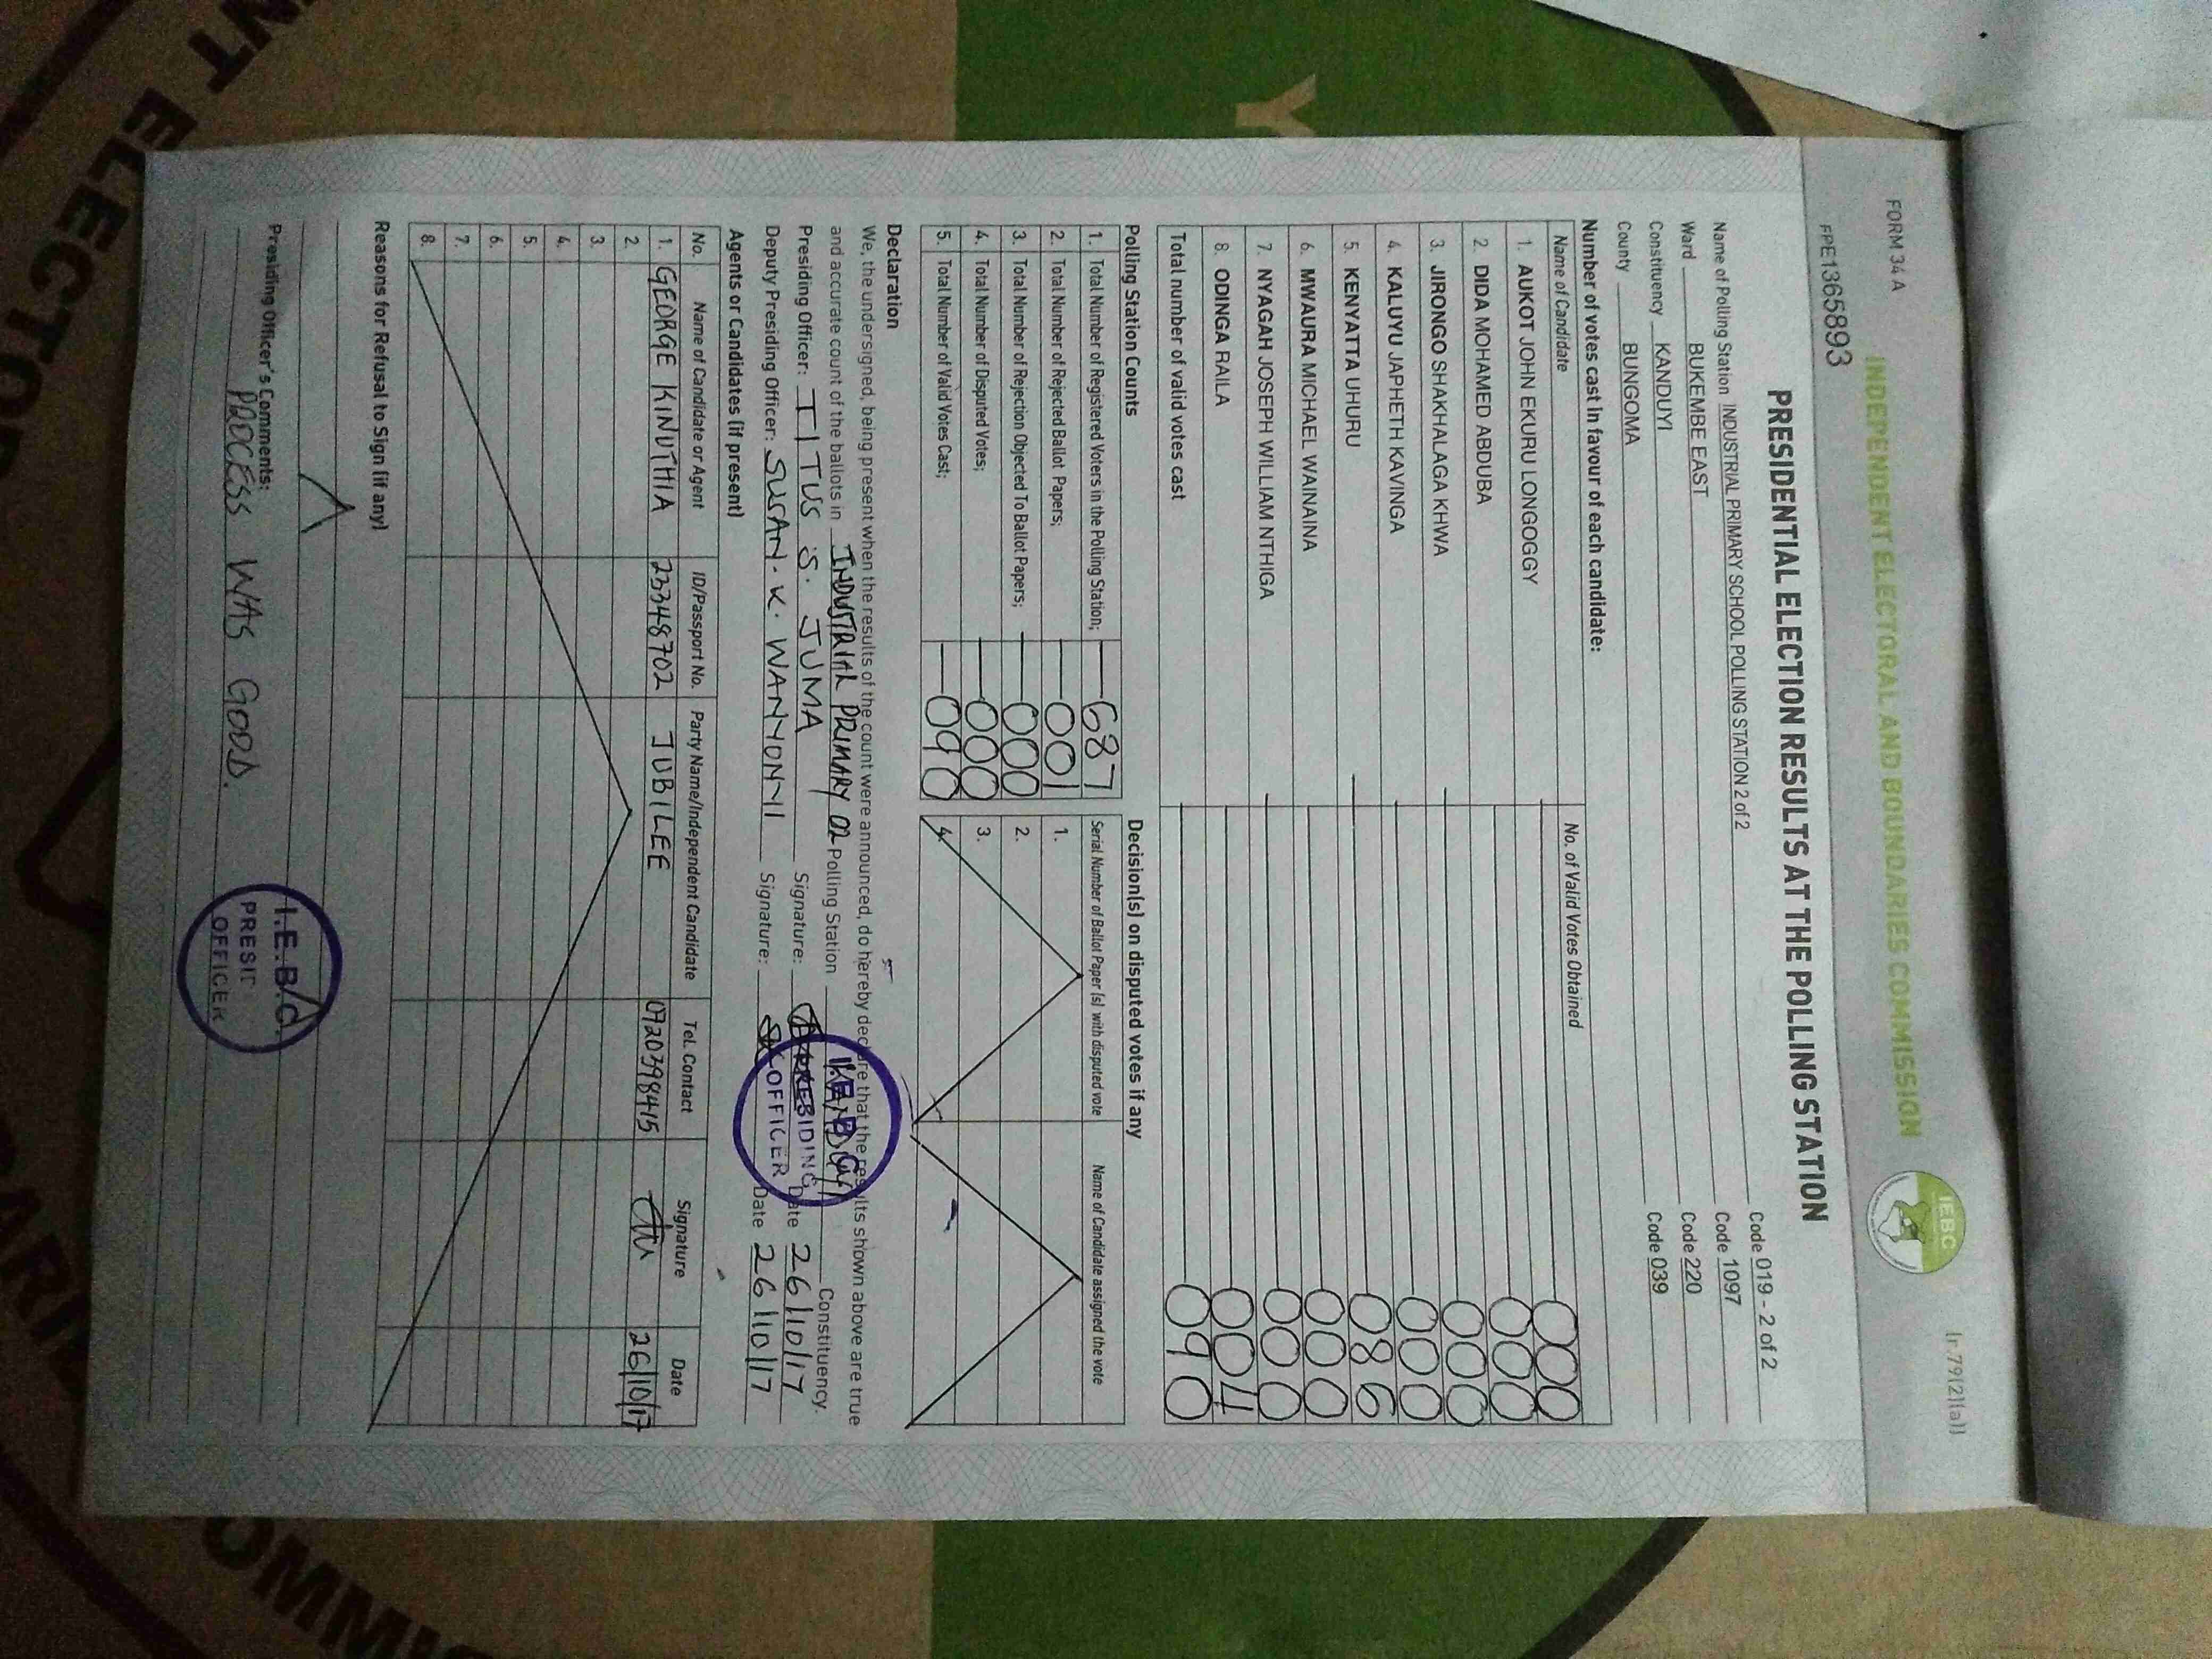 FORM 34 A
(r.79(2)(a))
INDEPENDENT ELECTORAL AND BOUNDARIES COMMISSION
IEBC
FPE1365893
PRESIDENTIAL ELECTION RESULTS AT THE POLLING STATION
Name of Polling Station INDUSTRIAL PRIMARY SCHOOL POLLING STATION 2 of 2 Code 019 - 2 of 2
Ward BUKEMBE EAST Code 1097
Constituency KANDUYI Code 220
County BUNGOMA Code 039
Number of votes cast in favour of each candidate:
Name of Candidate No. of Valid Votes Obtained
1. AUKOT JOHN EKURU LONGOGGY 000
2. DIDA MOHAMED ABDUBA 000
3. JIRONGO SHAKHALAGA KHWA 000
4. KALUYU JAPHETH KAVINGA 000
5. KENYATTA UHURU 086
6. MWAURA MICHAEL WAINAINA 000
7. NYAGAH JOSEPH WILLIAM NTHIGA 000
8. ODINGA RAILA 004
Total number of valid votes cast 090
Polling Station Counts
1. Total Number of Registered Voters in the Polling Station; 687
2. Total Number of Rejected Ballot Papers; 001
3. Total Number of Rejection Objected To Ballot Papers; 000
4. Total Number of Disputed Votes; 000
5. Total Number of Valid Votes Cast; 090
Decision(s) on disputed votes if any
Serial Number of Ballot Paper (s) with disputed vote Name of Candidate assigned the vote
1.
2.
3.
4.
Declaration
We, the undersigned, being present when the results of the count were announced, do hereby declare that the results shown above are true
and accurate count of the ballots in INDUSTRIAL PRIMARY 02 Polling Station KANDUYI Constituency.
Presiding Officer: TITUS S. JUMA Signature: Date 26/10/17
Deputy Presiding Officer: SUSAN. K. WANYONYI Signature: Date 26/10/17
I.E.B.C
PRESIDING
OFFICER
Agents or Candidates (if present)
No. Name of Candidate or Agent ID/Passport No. Party Name/Independent Candidate Tel. Contact Signature Date
1. GEORGE KINUTHIA 23348702 JUBILEE 0720398415 26/10/17
2.
3.
4.
5.
6.
7.
8.
Reasons for Refusal to Sign (if any)
Presiding Officer's Comments:
PROCESS WAS GOOD.
I.E.B.C.
OFFICER